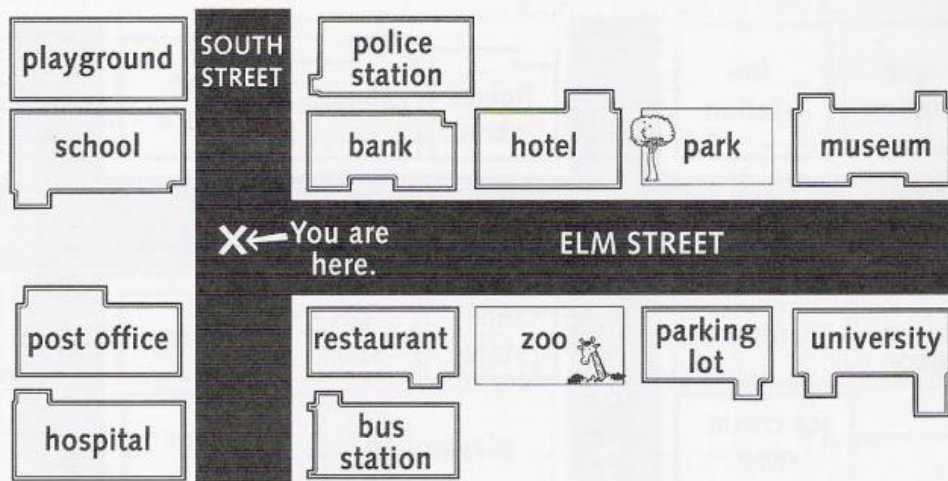 playground
SOUTH
STREET
police
station
school
bank
hotel
park
museum
X
You are
here.
ELM STREET
post office
restaurant
zoo
parking
lot
university
hospital
bus
station